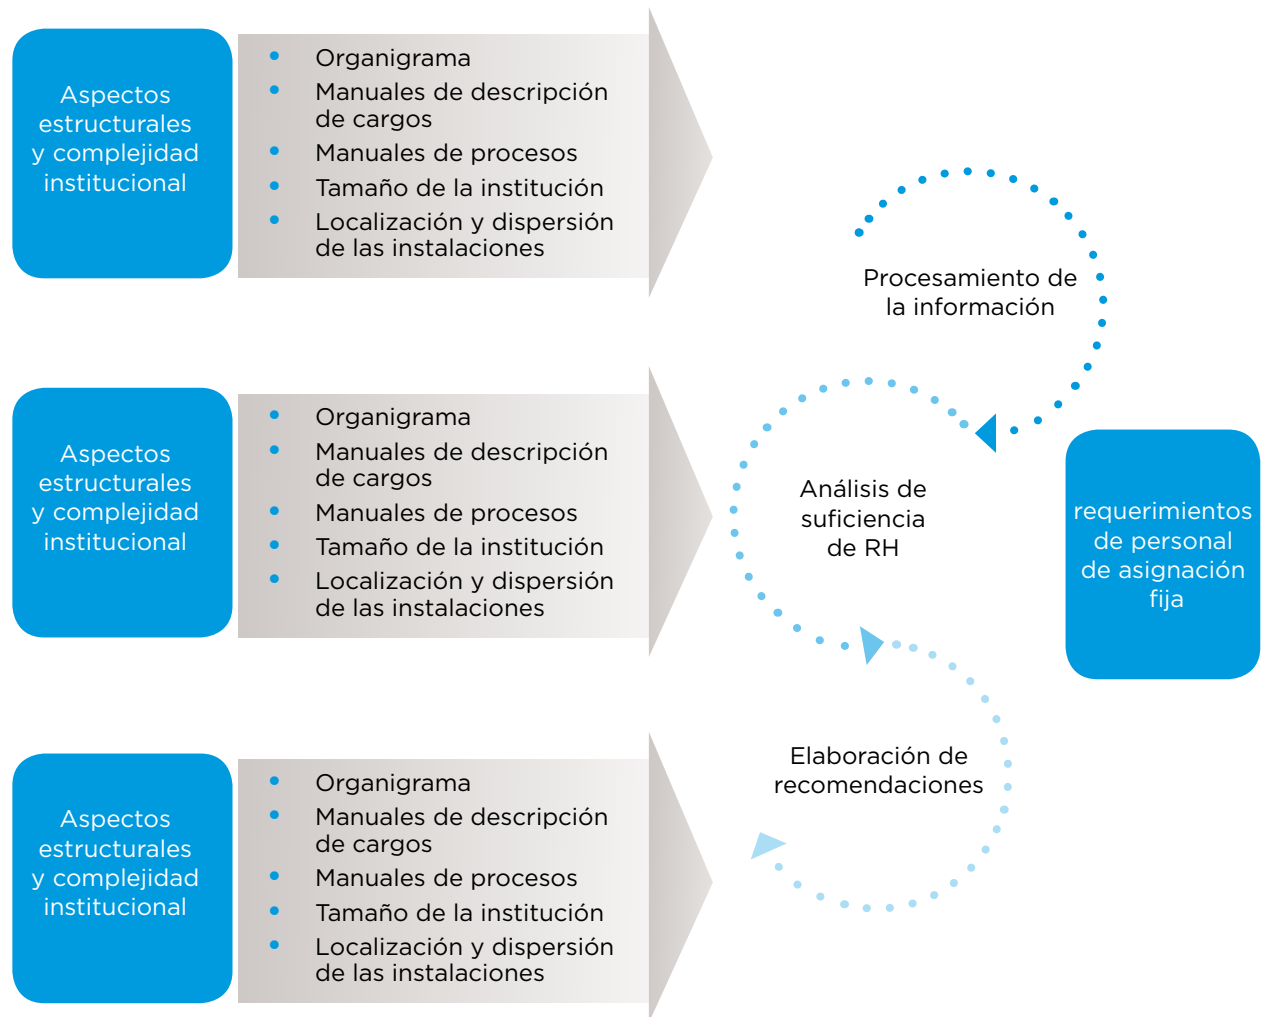 Aspectos
estructurales
y complejidad
institucional
• Organigrama
• Manuales de descripción
de cargos
• Manuales de procesos
• Tamaño de la institución
• Localización y dispersión
de las instalaciones
Aspectos
estructurales
y complejidad
institucional
• Organigrama
• Manuales de descripción
de cargos
• Manuales de procesos
• Tamaño de la institución
• Localización y dispersión
de las instalaciones
Aspectos
estructurales
y complejidad
institucional
• Organigrama
• Manuales de descripción
de cargos
• Manuales de procesos
• Tamaño de la institución
• Localización y dispersión
de las instalaciones
Procesamiento de
la información
Análisis de
suficiencia
de RH
Elaboración de
recomendaciones
requerimientos
de personal
de asignación
fija